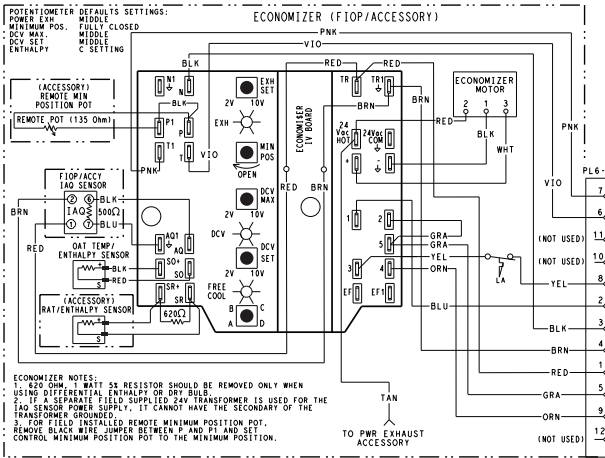 POTENTIOMETER DEFAULTS SETTINGS:
POWER EXH MIDDLE
MINIMUM POS. FULLY CLOSED
DCV MAX. MIDDLE
DCV SET MIDDLE
ENTHALPY C SETTING
ECONOMIZER (FIOP/ACCESSORY)
PNK
VIO
BLK
RED
RED
(ACCESSORY)
REMOTE MIN
POSITION POT
REMOTE POT (135 Ohm)
N1
N
BLK
P1
P
T1
T
PNK
VIO
EXH
SET
2V 10V
EXH
MIN
POS
OPEN
DCV
MAX
2V 10V
DCV
DCV
SET
2V 10V
FREE
COOL
B C
A D
ECONOMISER
IV BOARD
TR
TR1
BRN
BRN
24
Vac
HOT
24Vac
COM
+
-
1
2
5
3
4
EF
EF1
ECONOMIZER
MOTOR
2 1 3
RED
BLK
WHT
PNK
VIO
FIOP/ACCY
IAQ SENSOR
2 6
IAQ 500Ω
1 7
BLK
BLU
BRN
RED
OAT TEMP/
ENTHALPY SENSOR
+
S
BLK
RED
(ACCESSORY)
RAT/ENTHALPY SENSOR
+
S
AQ1
AQ
SO+
SO
SR+
SR
620Ω
RED
BRN
GRA
GRA
YEL
ORN
LA
BLU
TAN
TO PWR EXHAUST
ACCESSORY
PL6-
7
6
(NOT USED) 11
(NOT USED) 10
YEL 8
2
BLK 3
BRN 4
RED 1
GRA 5
ORN 9
(NOT USED) 12
ECONOMIZER NOTES:
1. 620 OHM, 1 WATT 5% RESISTOR SHOULD BE REMOVED ONLY WHEN
USING DIFFERENTIAL ENTHALPY OR DRY BULB.
2. IF A SEPARATE FIELD SUPPLIED 24V TRANSFORMER IS USED FOR THE
IAQ SENSOR POWER SUPPLY, IT CANNOT HAVE THE SECONDARY OF THE
TRANSFORMER GROUNDED.
3. FOR FIELD INSTALLED REMOTE MINIMUM POSITION POT,
REMOVE BLACK WIRE JUMPER BETWEEN P AND P1 AND SET
CONTROL MINIMUM POSITION POT TO THE MINIMUM POSITION.